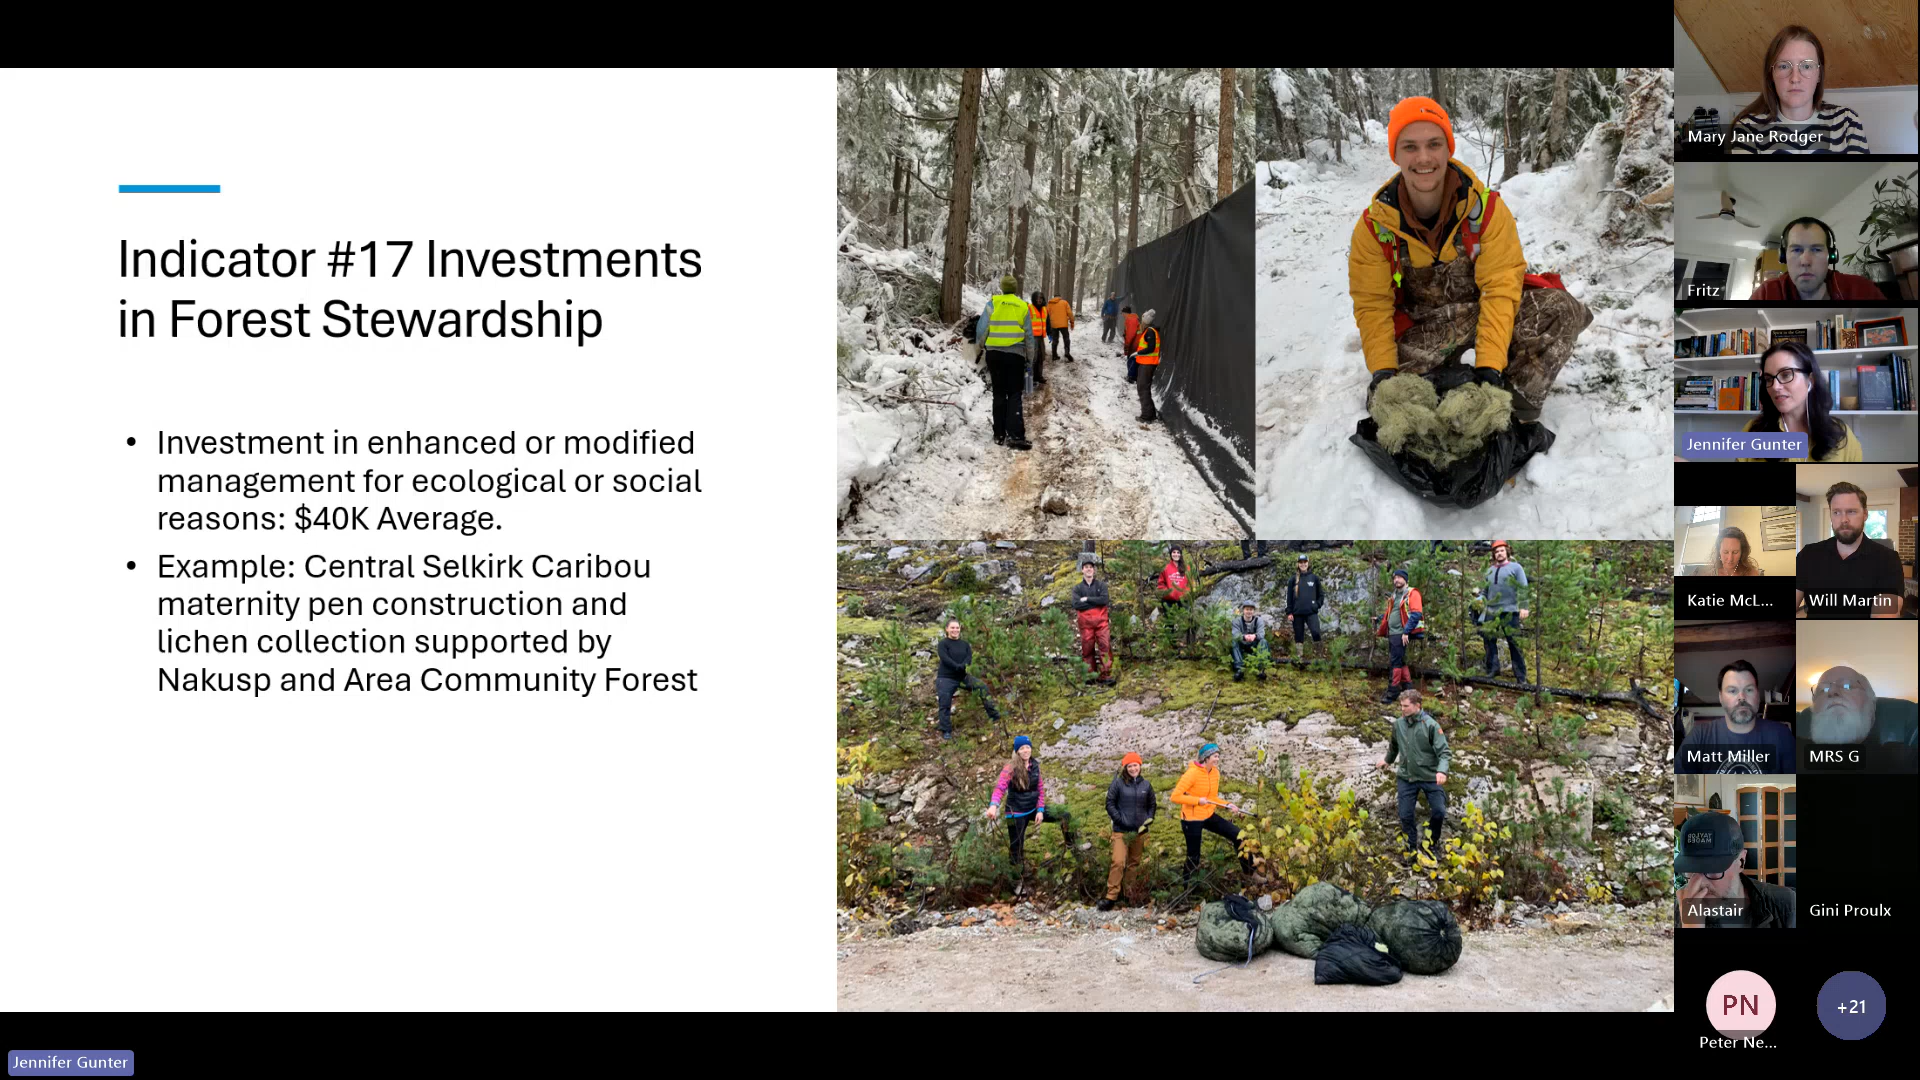 Indicator #17 Investments
in Forest Stewardship
• Investment in enhanced or modified
management for ecological or social
reasons: $40K Average.
• Example: Central Selkirk Caribou
maternity pen construction and
lichen collection supported by
Nakusp and Area Community Forest
Jennifer Gunter
Mary Jane Rodger
Fritz
Jennifer Gunter
Katie McL...
Will Martin
Matt Miller
MRS G
Alastair
Gini Proulx
PN
Peter Ne...
+21